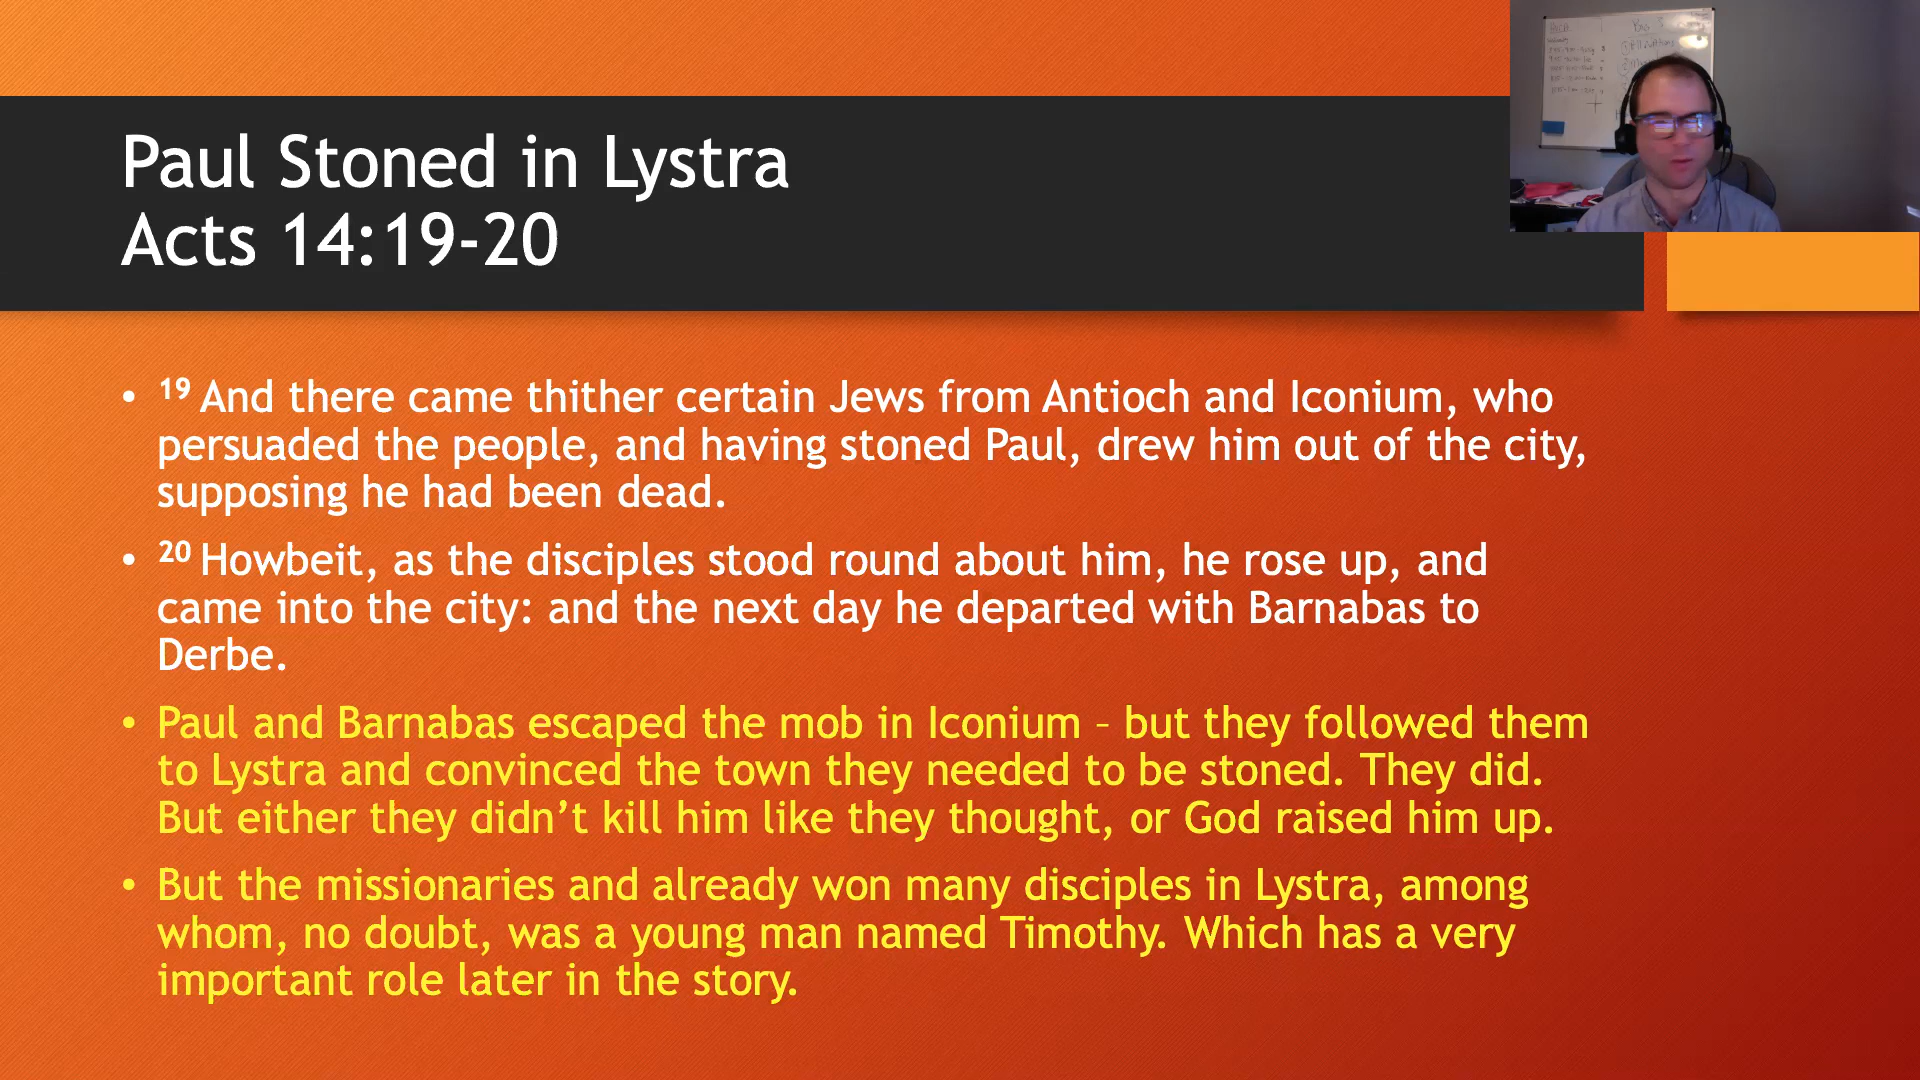 Paul Stoned in Lystra
Acts 14:19-20
• 19 And there came thither certain Jews from Antioch and Iconium, who
persuaded the people, and having stoned Paul, drew him out of the city,
supposing he had been dead.
• 20 Howbeit, as the disciples stood round about him, he rose up, and
came into the city: and the next day he departed with Barnabas to
Derbe.
• Paul and Barnabas escaped the mob in Iconium – but they followed them
to Lystra and convinced the town they needed to be stoned. They did.
But either they didn’t kill him like they thought, or God raised him up.
• But the missionaries and already won many disciples in Lystra, among
whom, no doubt, was a young man named Timothy. Which has a very
important role later in the story.